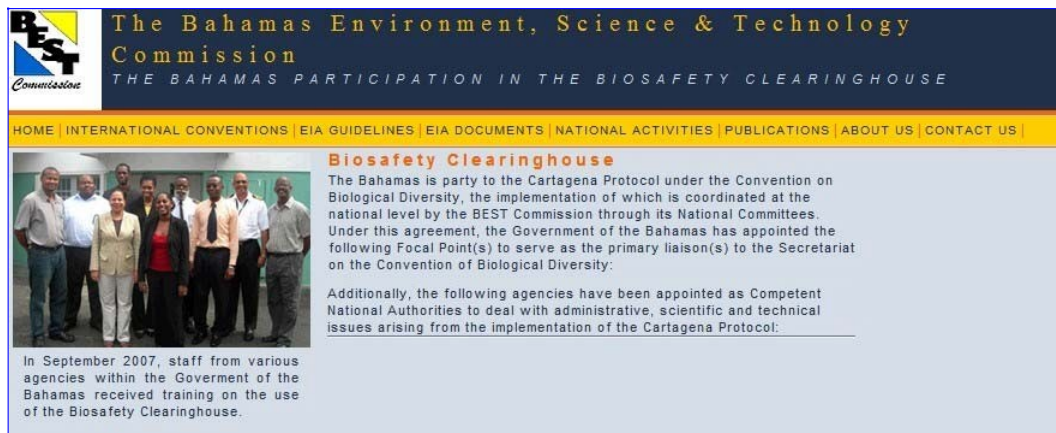 BEST
Commission
The Bahamas Environment, Science & Technology
Commission
THE BAHAMAS PARTICIPATION IN THE BIOSAFETY CLEARINGHOUSE
HOME | INTERNATIONAL CONVENTIONS | EIA GUIDELINES | EIA DOCUMENTS | NATIONAL ACTIVITIES | PUBLICATIONS | ABOUT US | CONTACT US |
Biosafety Clearinghouse
The Bahamas is party to the Cartagena Protocol under the Convention on
Biological Diversity, the implementation of which is coordinated at the
national level by the BEST Commission through its National Committees.
Under this agreement, the Government of the Bahamas has appointed the
following Focal Point(s) to serve as the primary liaison(s) to the Secretariat
on the Convention of Biological Diversity:
Additionally, the following agencies have been appointed as Competent
National Authorities to deal with administrative, scientific and technical
issues arising from the implementation of the Cartagena Protocol:
In September 2007, staff from various
agencies within the Goverment of the
Bahamas received training on the use
of the Biosafety Clearinghouse.